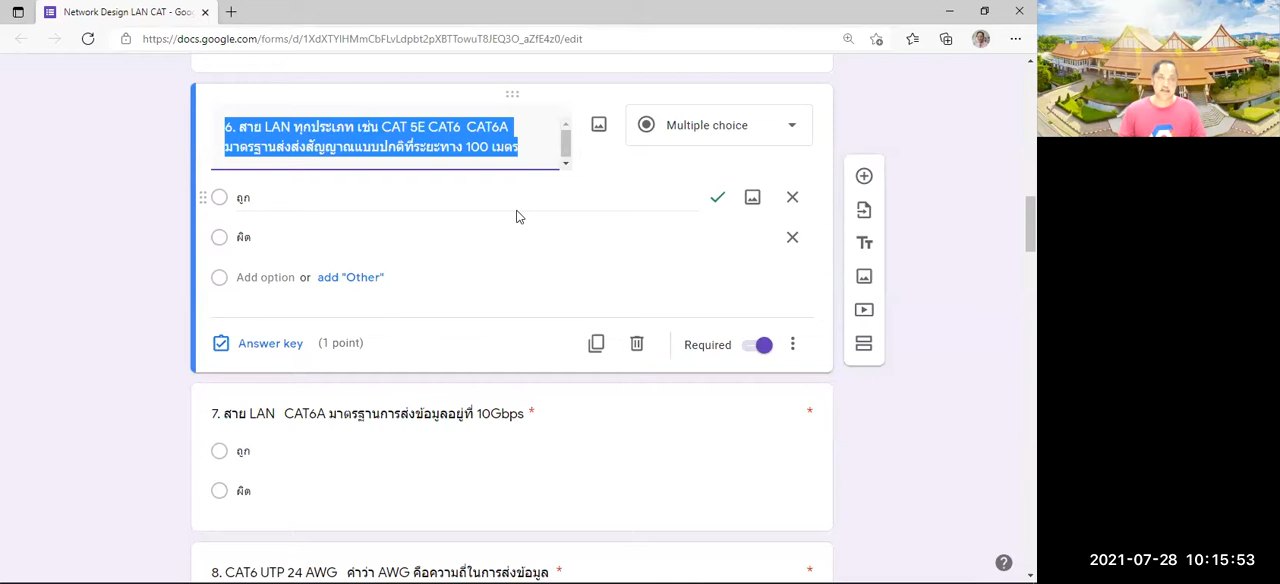 Network Design LAN CAT - Goo
https://docs.google.com/forms/d/1XdXTYlHMmCbFLvLdpbt2pXBTTowuT8JEQ3O_aZfE4z0/edit
6. สาย LAN ทุกประเภท เช่น CAT 5E CAT6 CAT6A
มาตรฐานส่งส่งสัญญาณแบบปกติที่ระยะทาง 100 เมตร
Multiple choice
ถูก
ผิด
Add option or add "Other"
Answer key (1 point)
Required
7. สาย LAN CAT6A มาตรฐานการส่งข้อมูลอยู่ที่ 10Gbps *
*
ถูก
ผิด
8. CAT6 UTP 24 AWG คำว่า AWG คือความถี่ในการส่งข้อมูล *
*
2021-07-28 10:15:53